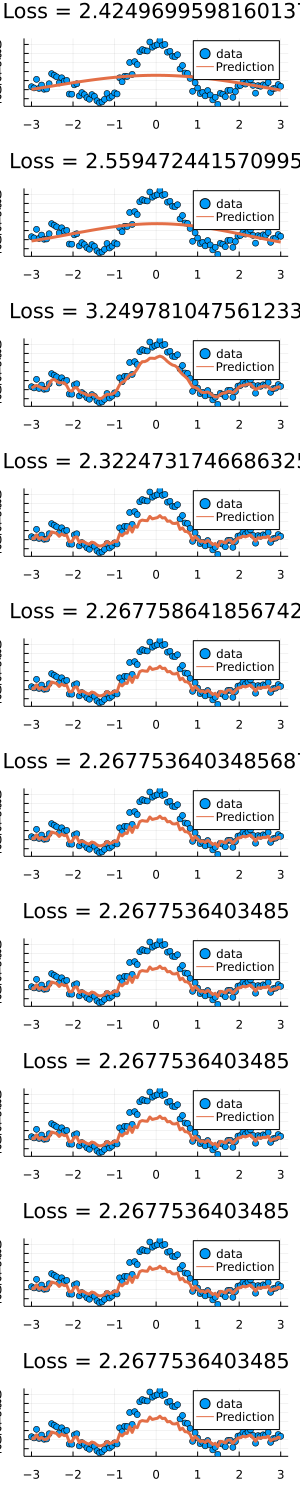 Loss = 2.424969959816013
data
Prediction
−3 −2 −1 0 1 2 3
Loss = 2.559472441570995
data
Prediction
−3 −2 −1 0 1 2 3
Loss = 3.249781047561233
data
Prediction
−3 −2 −1 0 1 2 3
Loss = 2.322473174668632
data
Prediction
−3 −2 −1 0 1 2 3
Loss = 2.267758641856742
data
Prediction
−3 −2 −1 0 1 2 3
Loss = 2.267753640348568
data
Prediction
−3 −2 −1 0 1 2 3
Loss = 2.2677536403485
data
Prediction
−3 −2 −1 0 1 2 3
Loss = 2.2677536403485
data
Prediction
−3 −2 −1 0 1 2 3
Loss = 2.2677536403485
data
Prediction
−3 −2 −1 0 1 2 3
Loss = 2.2677536403485
data
Prediction
−3 −2 −1 0 1 2 3